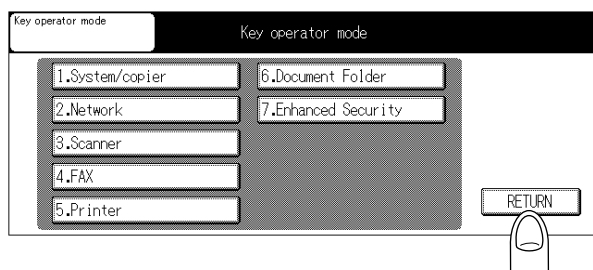 Key operator mode
Key operator mode
1.System/copier
2.Network
3.Scanner
4.FAX
5.Printer
6.Document Folder
7.Enhanced Security
RETURN